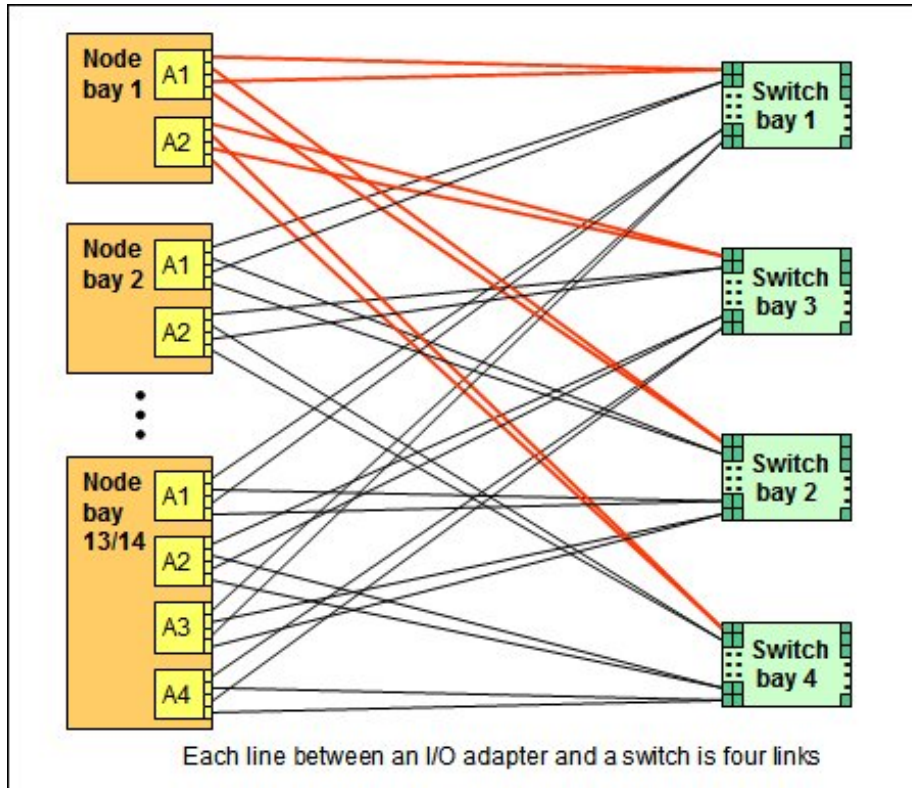 Node
bay 1
A1
A2
Node
bay 2
A1
A2
Node
bay
13/14
A1
A2
A3
A4
Switch
bay 1
Switch
bay 3
Switch
bay 2
Switch
bay 4
Each line between an I/O adapter and a switch is four links